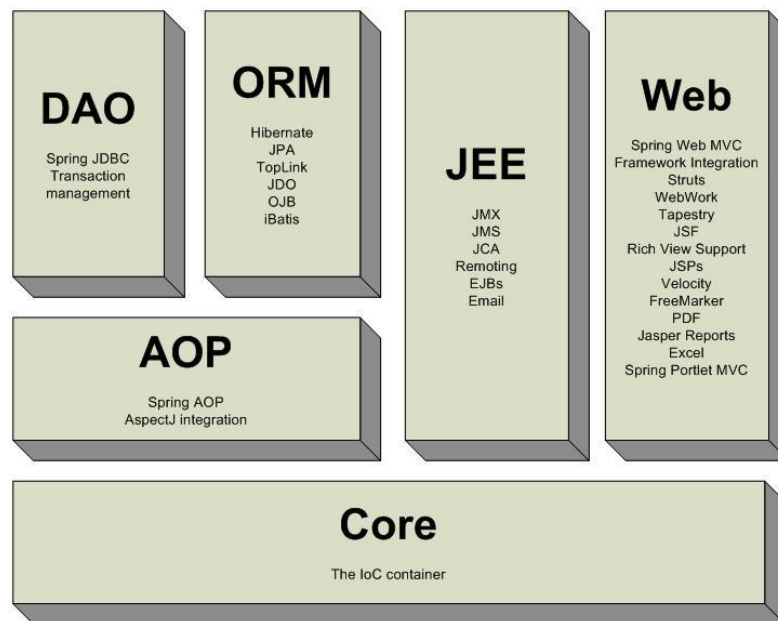 DAO
Spring JDBC
Transaction
management
ORM
Hibernate
JPA
TopLink
JDO
OJB
iBatis
JEE
JMX
JMS
JCA
Remoting
EJBs
Email
Web
Spring Web MVC
Framework Integration
Struts
WebWork
Tapestry
JSF
Rich View Support
JSPs
Velocity
FreeMarker
PDF
Jasper Reports
Excel
Spring Portlet MVC
AOP
Spring AOP
AspectJ integration
Core
The IoC container